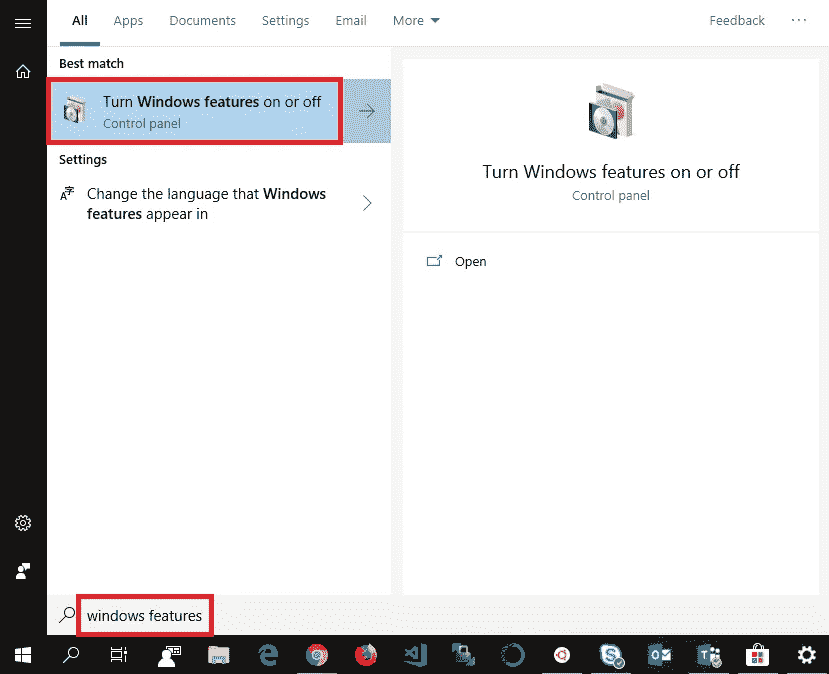 All Apps Documents Settings Email More Feedback ...
Best match
Turn Windows features on or off
Control panel
Settings
Change the language that Windows
features appear in
Turn Windows features on or off
Control panel
Open
windows features